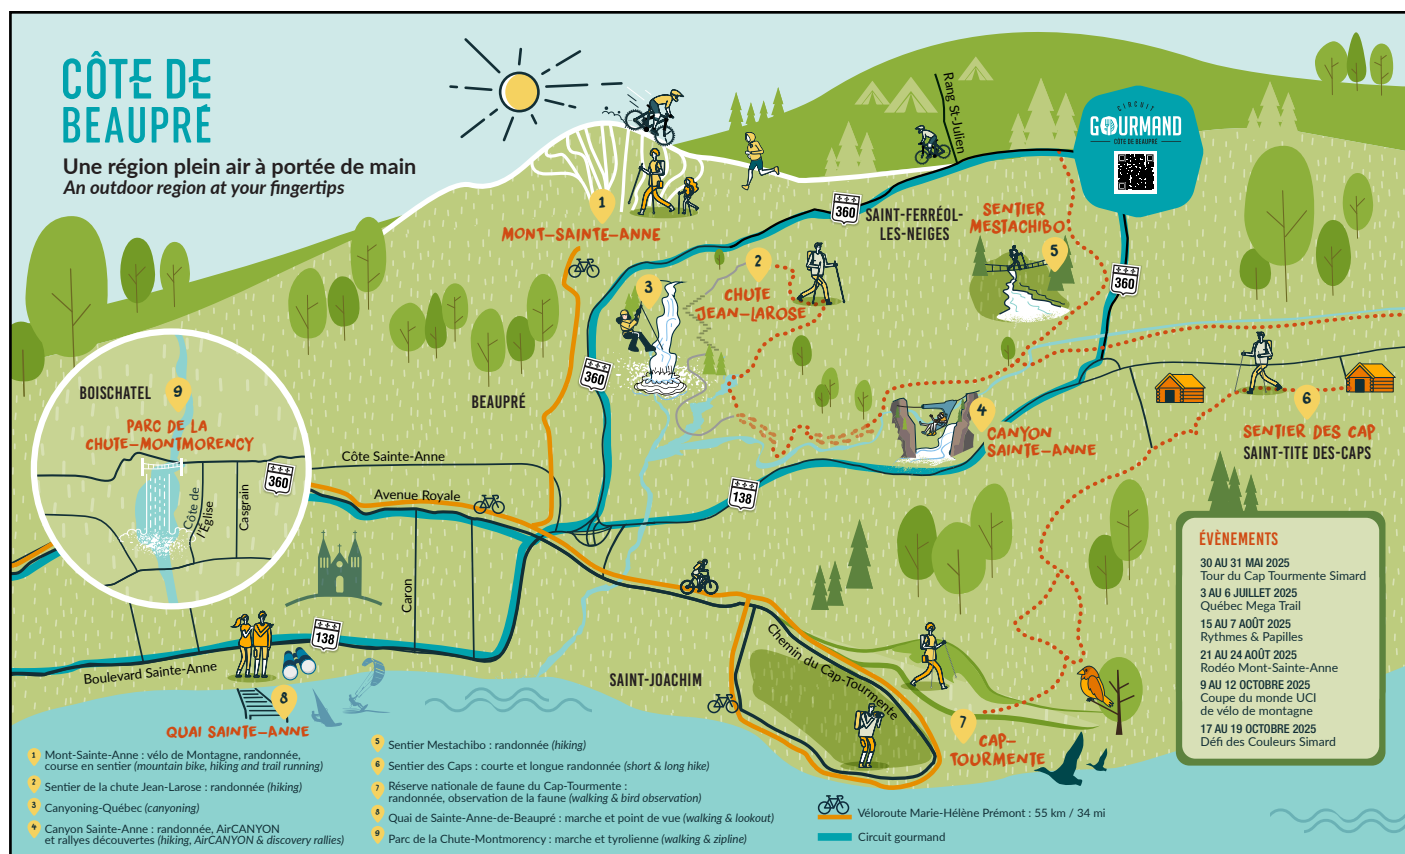 CÔTE DE
BEAUPRÉ
Une région plein air à portée de main
An outdoor region at your fingertips
Rang St-Julien
CIRCUIT
GOURMAND
CÔTE DE BEAUPRÉ
1
MONT-SAINTE-ANNE
360
SAINT-FERRÉOL-
LES-NEIGES
SENTIER
MESTACHIBO
5
2
CHUTE
JEAN-LAROSE
3
360
360
BEAUPRÉ
4
CANYON
SAINTE-ANNE
6
SENTIER DES CAP
SAINT-TITE DES-CAPS
BOISCHATEL
9
PARC DE LA
CHUTE-MONTMORENCY
360
Côte de
l'Église
Casgrain
Côte Sainte-Anne
Avenue Royale
138
Caron
138
Boulevard Sainte-Anne
8
QUAI SAINTE-ANNE
SAINT-JOACHIM
Chemin du Cap-Tourmente
7
CAP-
TOURMENTE
ÉVÈNEMENTS
30 AU 31 MAI 2025
Tour du Cap Tourmente Simard
3 AU 6 JUILLET 2025
Québec Mega Trail
15 AU 7 AOÛT 2025
Rythmes & Papilles
21 AU 24 AOÛT 2025
Rodéo Mont-Sainte-Anne
9 AU 12 OCTOBRE 2025
Coupe du monde UCI
de vélo de montagne
17 AU 19 OCTOBRE 2025
Défi des Couleurs Simard
1 Mont-Sainte-Anne : vélo de Montagne, randonnée,
course en sentier (mountain bike, hiking and trail running)
2 Sentier de la chute Jean-Larose : randonnée (hiking)
3 Canyoning-Québec (canyoning)
4 Canyon Sainte-Anne : randonnée, AirCANYON
et rallyes découvertes (hiking, AirCANYON & discovery rallies)
5 Sentier Mestachibo : randonnée (hiking)
6 Sentier des Caps : courte et longue randonnée (short & long hike)
7 Réserve nationale de faune du Cap-Tourmente :
randonnée, observation de la faune (walking & bird observation)
8 Quai de Sainte-Anne-de-Beaupré : marche et point de vue (walking & lookout)
9 Parc de la Chute-Montmorency : marche et tyrolienne (walking & zipline)
Véloroute Marie-Hélène Prémont : 55 km / 34 mi
Circuit gourmand